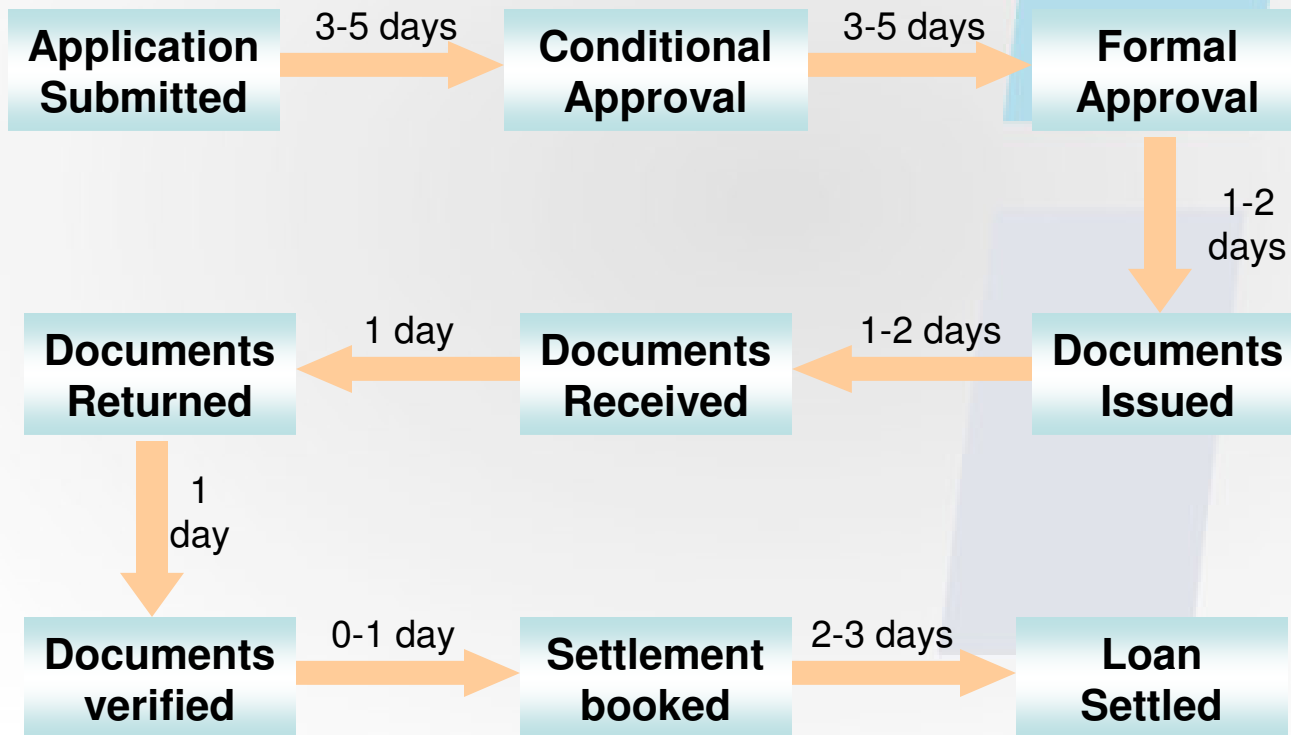 Application
Submitted
3-5 days
Conditional
Approval
3-5 days
Formal
Approval
1-2
days
Documents
Issued
1-2 days
Documents
Received
1 day
Documents
Returned
1
day
Documents
verified
0-1 day
Settlement
booked
2-3 days
Loan
Settled